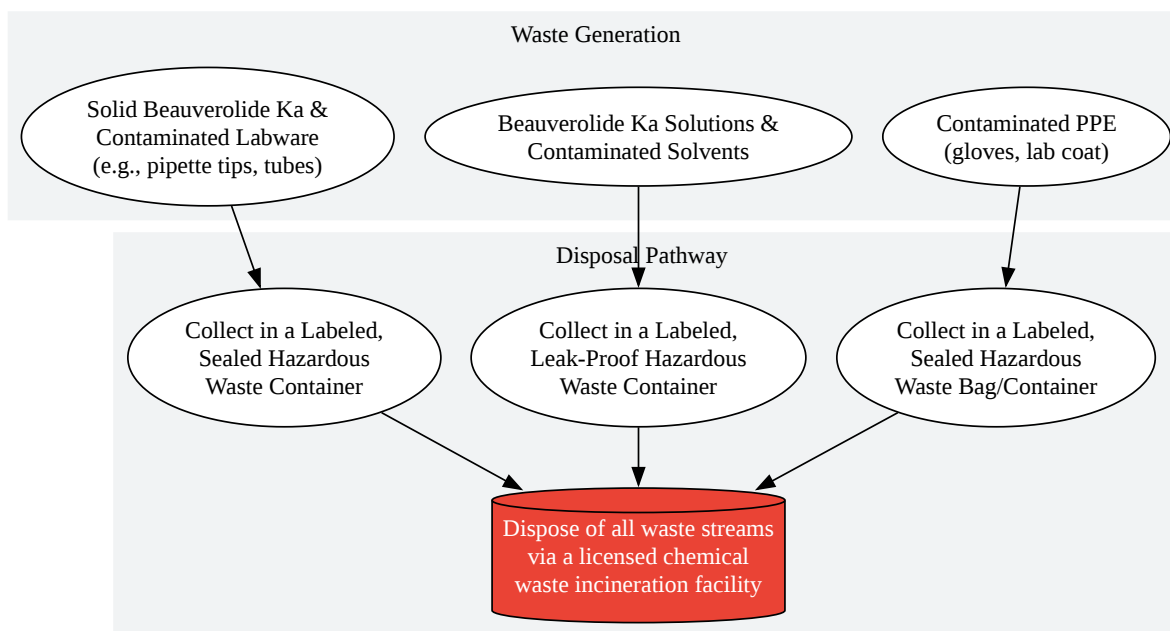 Waste Generation
Solid Beauverolide Ka &
Contaminated Labware
(e.g., pipette tips, tubes)
Beauverolide Ka Solutions &
Contaminated Solvents
Contaminated PPE
(gloves, lab coat)
Disposal Pathway
Collect in a Labeled,
Sealed Hazardous
Waste Container
Collect in a Labeled,
Leak-Proof Hazardous
Waste Container
Collect in a Labeled,
Sealed Hazardous
Waste Bag/Container
Dispose of all waste streams
via a licensed chemical
waste incineration facility